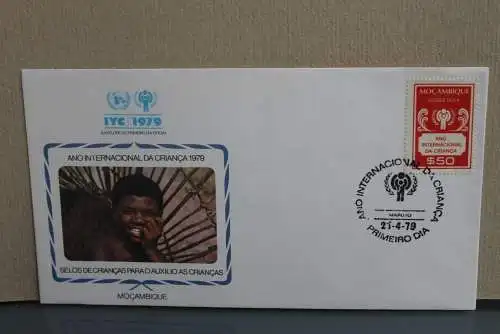 IYC 1979
ANO INTERNACIONAL DA CRIANÇA 1979
SELOS DE CRIANÇAS PARA O AUXILIO AS CRIANÇAS
MOÇAMBIQUE
MOÇAMBIQUE
ANO
INTERNACIONAL
DA CRIANÇA
$50
ANO INTERNACIONAL DA CRIANÇA
MAPUTO
21-4-79
PRIMEIRO DIA